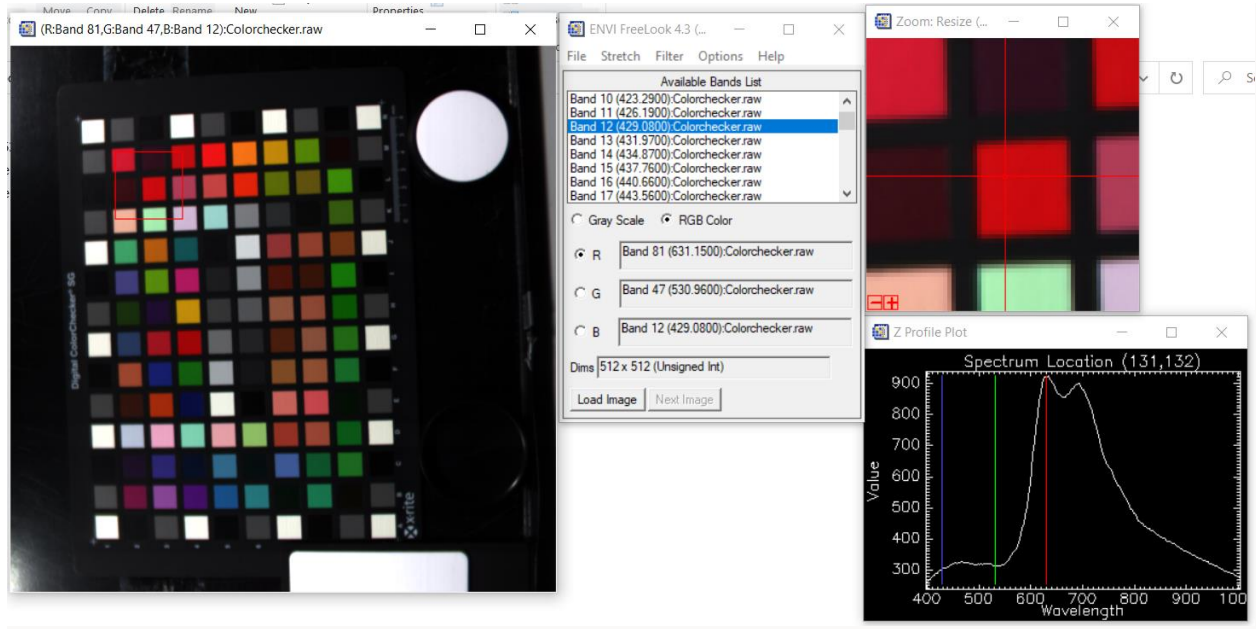 Move Copy Delete Rename New Properties
(R:Band 81,G:Band 47,B:Band 12):Colorchecker.raw
Digital ColorChecker® SG
x-rite
ENVI FreeLook 4.3 (...
File Stretch Filter Options Help
Available Bands List
Band 10 (423.2900):Colorchecker.raw
Band 11 (426.1900):Colorchecker.raw
Band 12 (429.0800):Colorchecker.raw
Band 13 (431.9700):Colorchecker.raw
Band 14 (434.8700):Colorchecker.raw
Band 15 (437.7600):Colorchecker.raw
Band 16 (440.6600):Colorchecker.raw
Band 17 (443.5600):Colorchecker.raw
Gray Scale RGB Color
R Band 81 (631.1500):Colorchecker.raw
G Band 47 (530.9600):Colorchecker.raw
B Band 12 (429.0800):Colorchecker.raw
Dims 512 x 512 (Unsigned Int)
Load Image Next Image
Zoom: Resize (...
Z Profile Plot
Spectrum Location (131,132)
900
800
700
600
500
400
300
Value
400 500 600 700 800 900 100
Wavelength